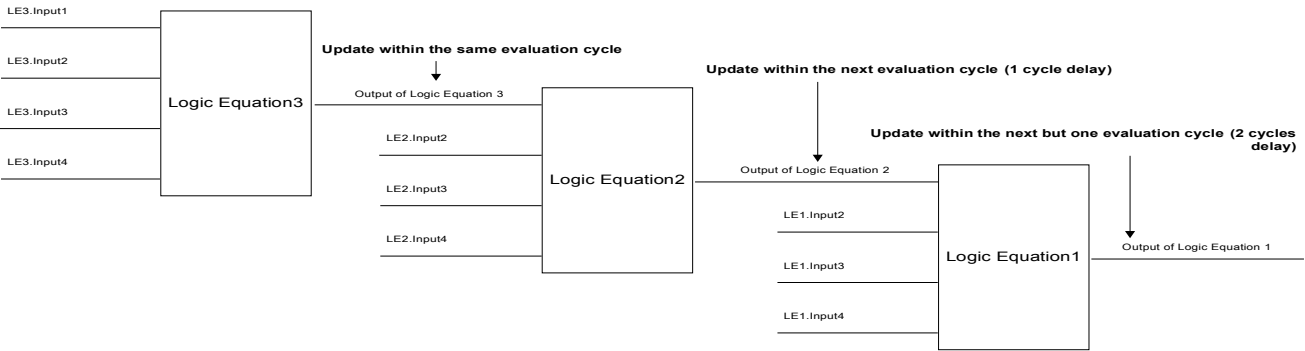 LE3.Input1
LE3.Input2
LE3.Input3
LE3.Input4
Logic Equation3
Update within the same evaluation cycle
Output of Logic Equation 3
LE2.Input2
LE2.Input3
LE2.Input4
Logic Equation2
Update within the next evaluation cycle (1 cycle delay)
Output of Logic Equation 2
LE1.Input2
LE1.Input3
LE1.Input4
Logic Equation1
Update within the next but one evaluation cycle (2 cycles
delay)
Output of Logic Equation 1